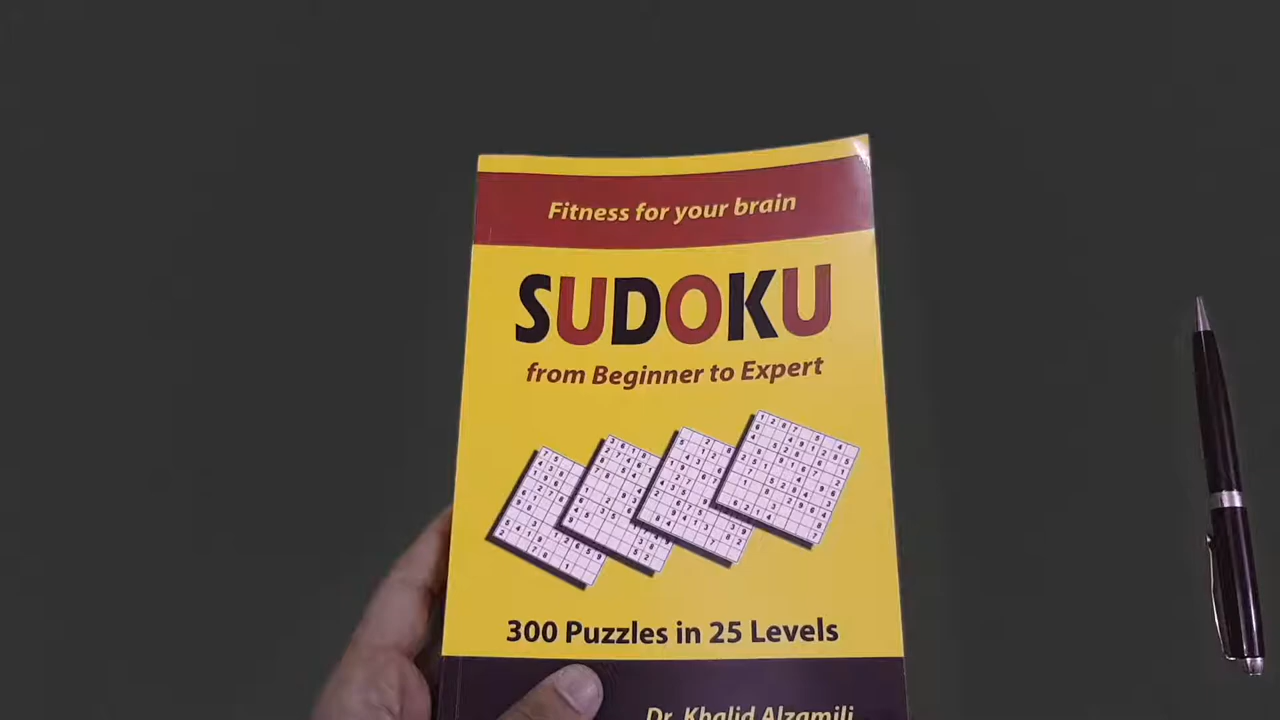 Fitness for your brain
SUDOKU
from Beginner to Expert
300 Puzzles in 25 Levels
Dr. Khalid Alzamili